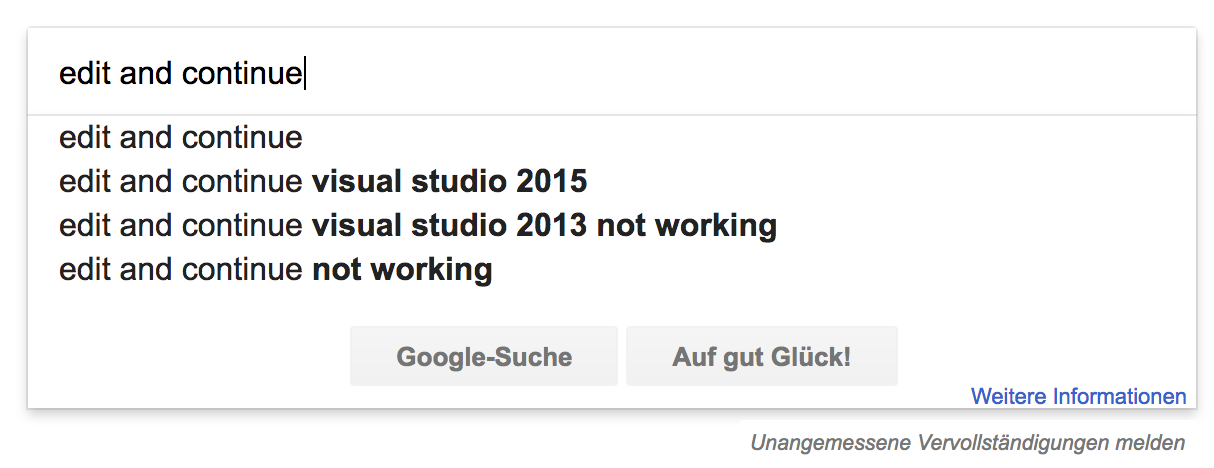 edit and continue
edit and continue
edit and continue visual studio 2015
edit and continue visual studio 2013 not working
edit and continue not working
Google-Suche Auf gut Glück!
Weitere Informationen
Unangemessene Vervollständigungen melden